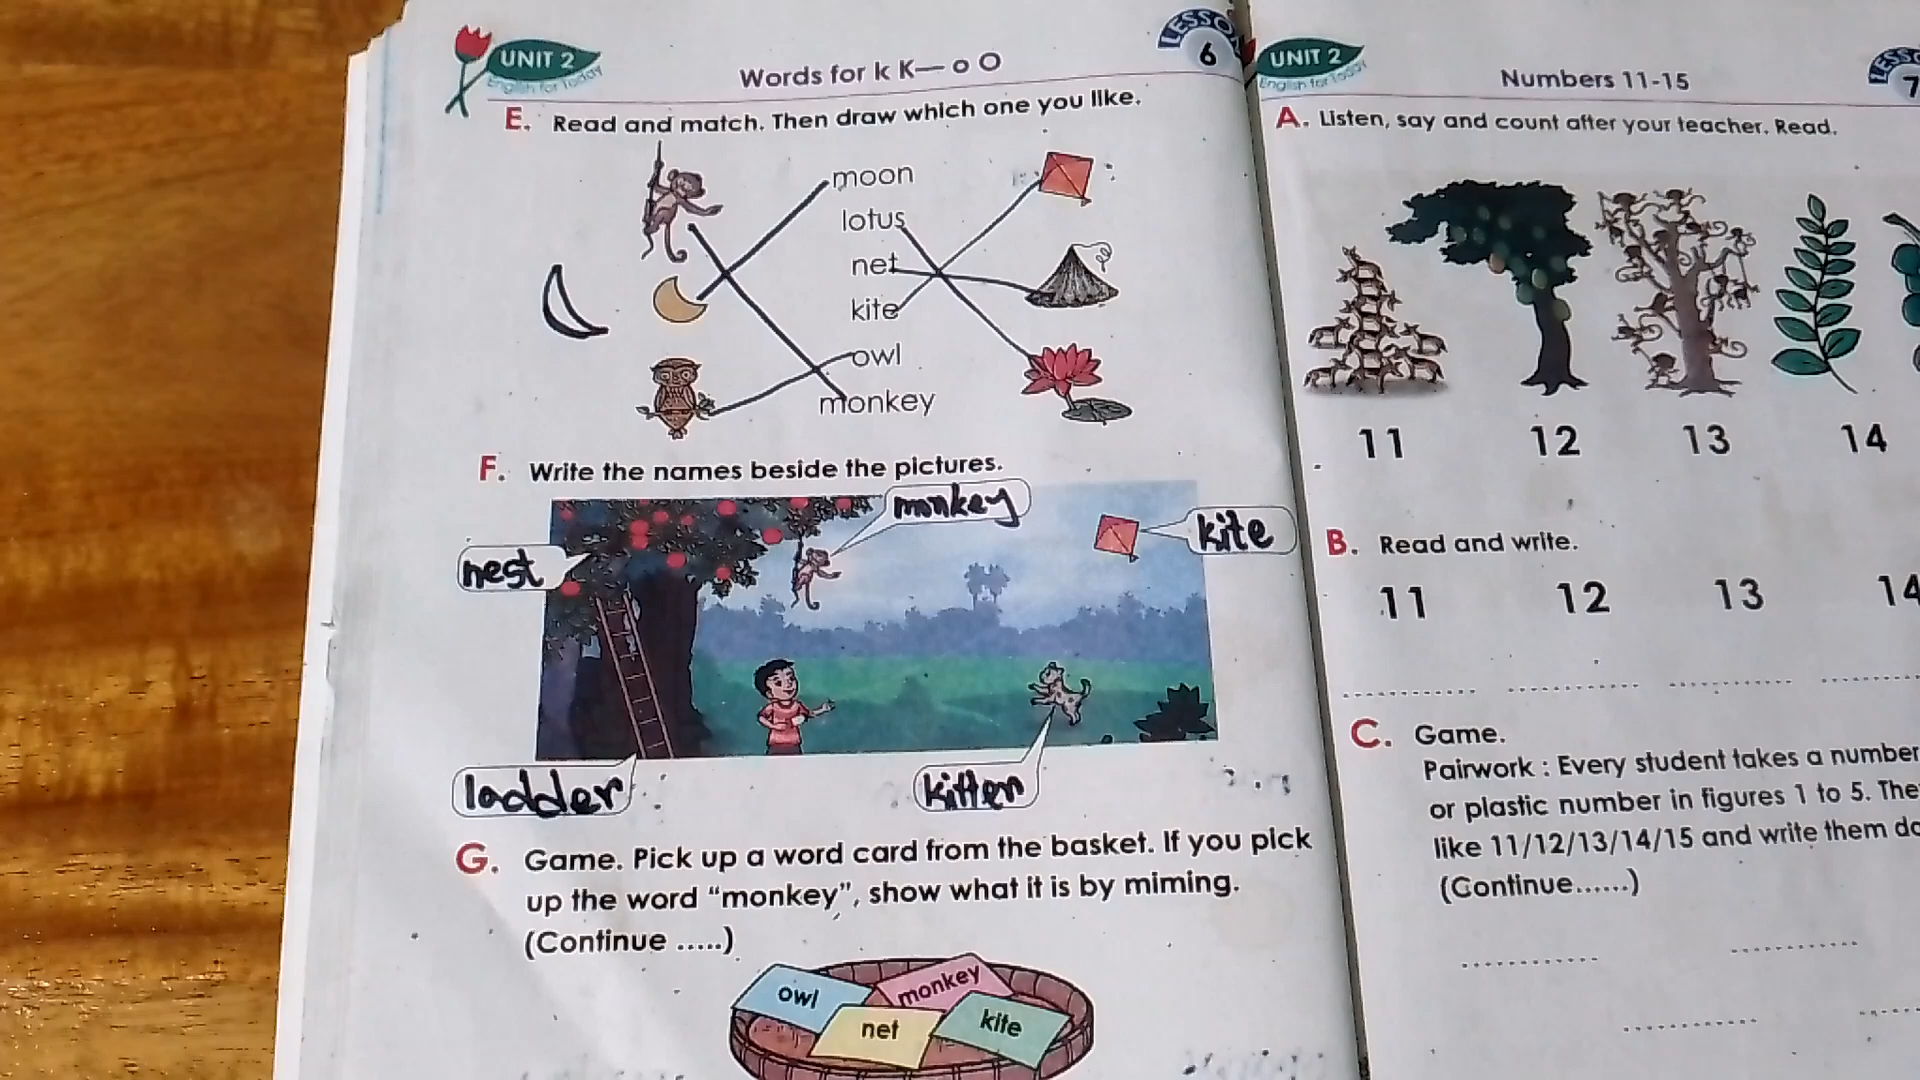 UNIT 2
English for Today
Words for k K— o O
LESSO
6
E. Read and match. Then draw which one you like.
moon
lotus
net
kite
owl
monkey
F. Write the names beside the pictures.
monkey
kite
nest
ladder
kitten
G. Game. Pick up a word card from the basket. If you pick
up the word “monkey”, show what it is by miming.
(Continue .....)
owl
monkey
net
kite
UNIT 2
English for Today
Numbers 11-15
LESSO
7
A. Listen, say and count after your teacher. Read.
11 12 13 14
B. Read and write.
11 12 13 14
C. Game.
Pairwork : Every student takes a number
or plastic number in figures 1 to 5. The
like 11/12/13/14/15 and write them do
(Continue......)